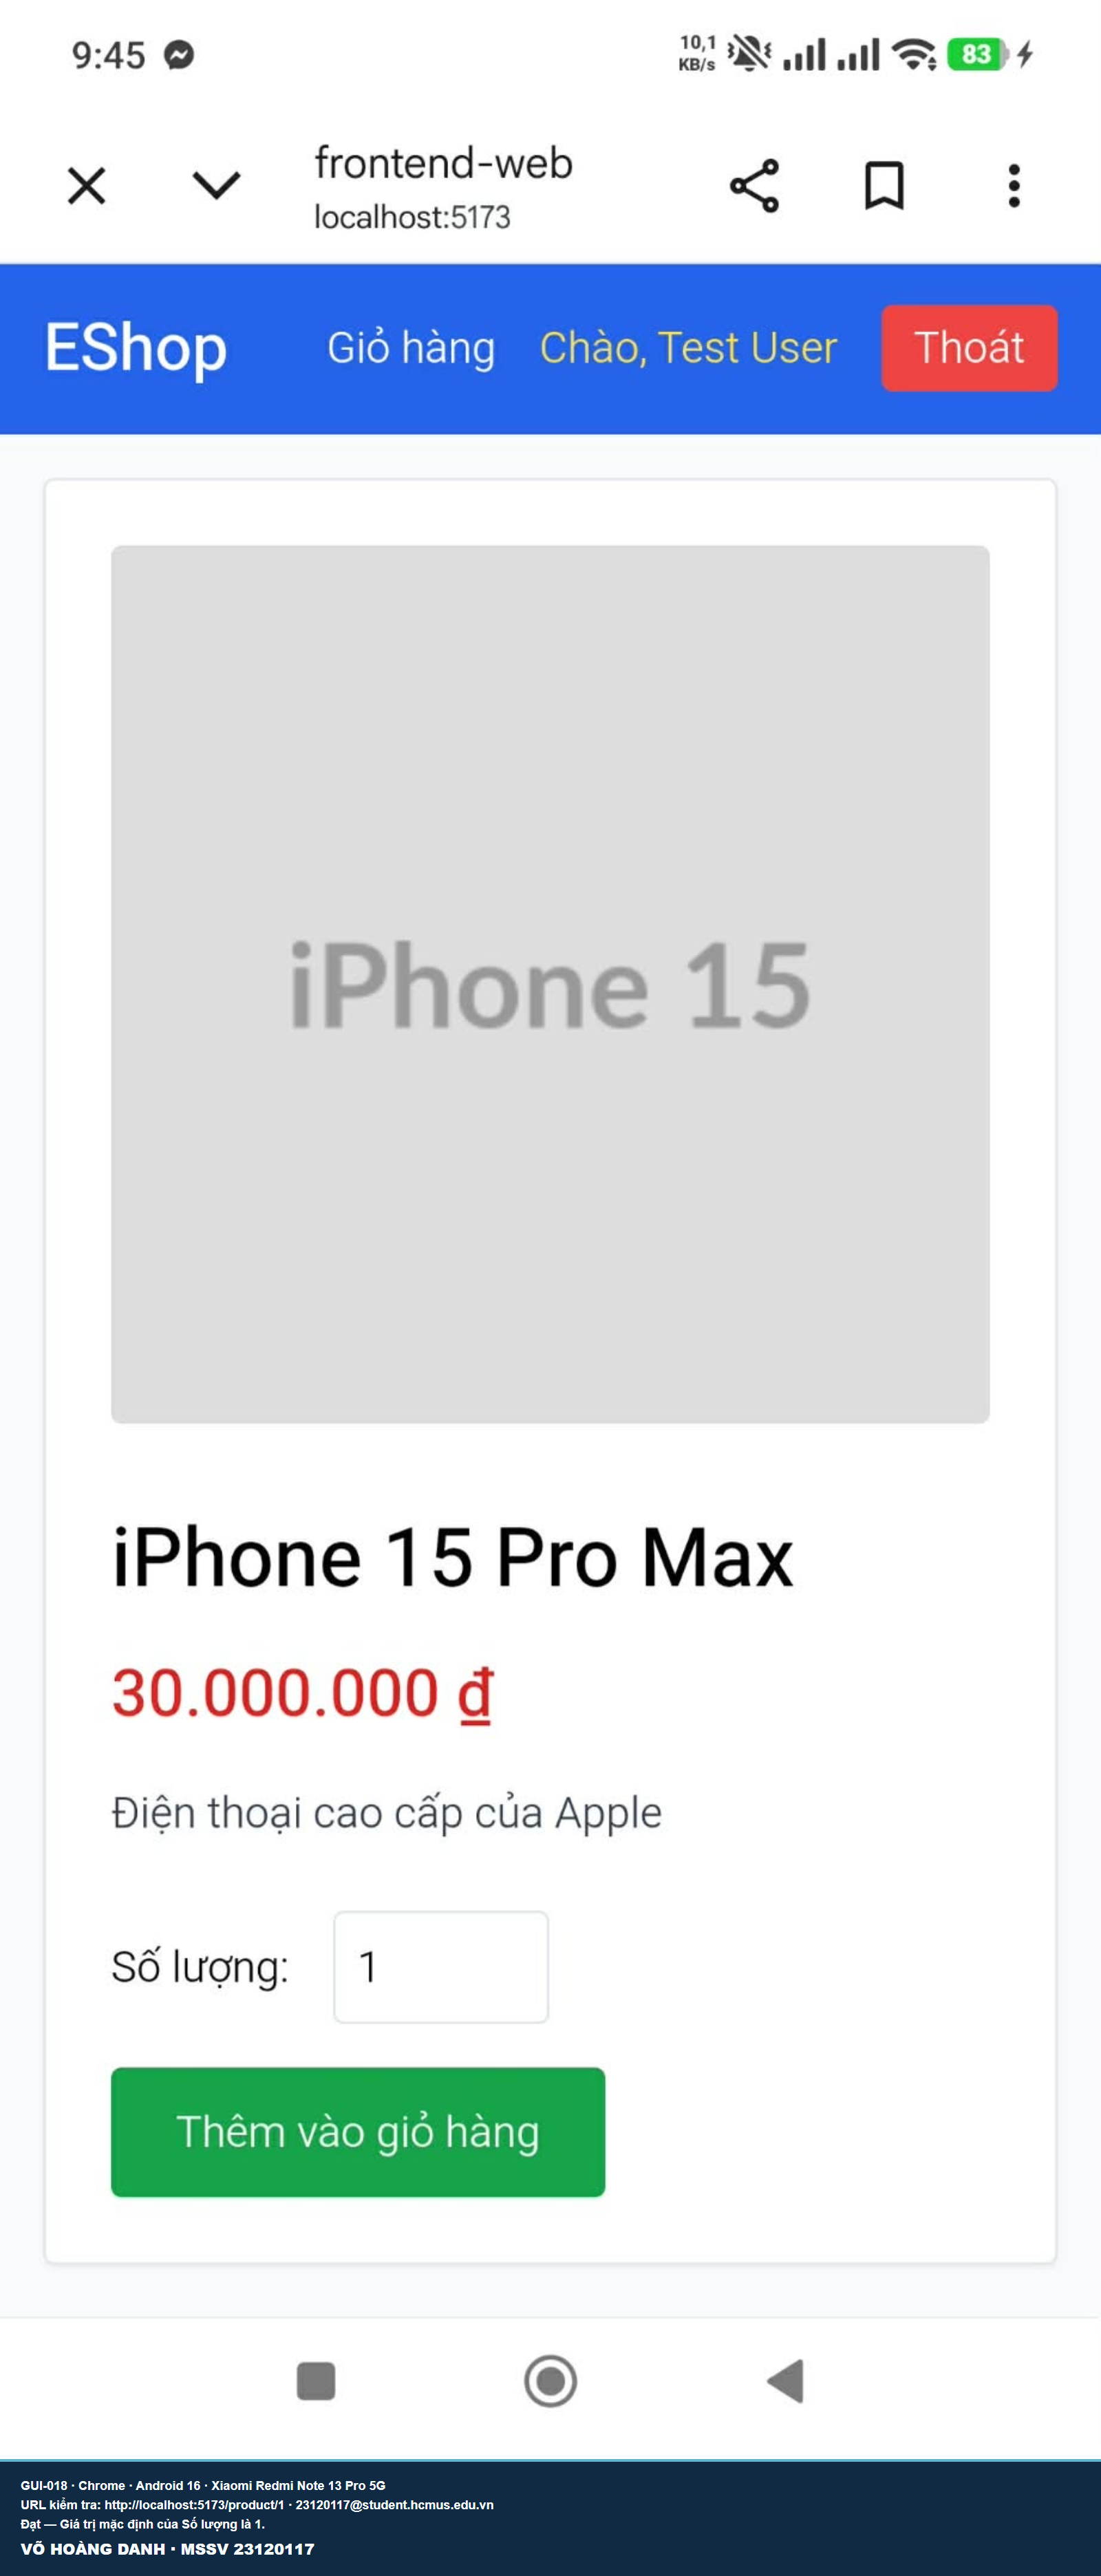 9:45
10,1
KB/s
83
frontend-web
localhost:5173
EShop
Giỏ hàng
Chào, Test User
Thoát
iPhone 15
iPhone 15 Pro Max
30.000.000 ₫
Điện thoại cao cấp của Apple
Số lượng:
1
Thêm vào giỏ hàng
GUI-018 · Chrome · Android 16 · Xiaomi Redmi Note 13 Pro 5G
URL kiểm tra: http://localhost:5173/product/1 · 23120117@student.hcmus.edu.vn
Đạt — Giá trị mặc định của Số lượng là 1.
VÕ HOÀNG DANH · MSSV 23120117